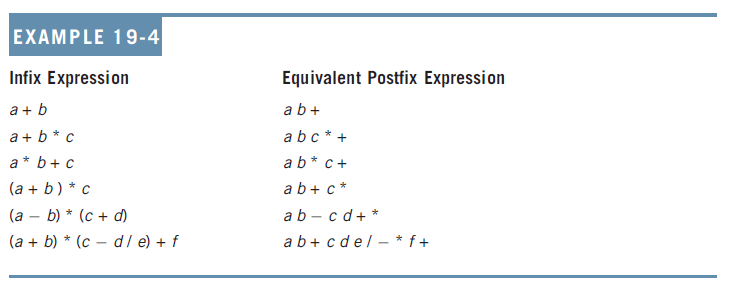 EXAMPLE 19-4
Infix Expression Equivalent Postfix Expression
a + b a b +
a + b * c a b c * +
a * b + c a b * c +
(a + b) * c a b + c *
(a – b) * (c + d) a b – c d + *
(a + b) * (c – d / e) + f a b + c d e / – * f +